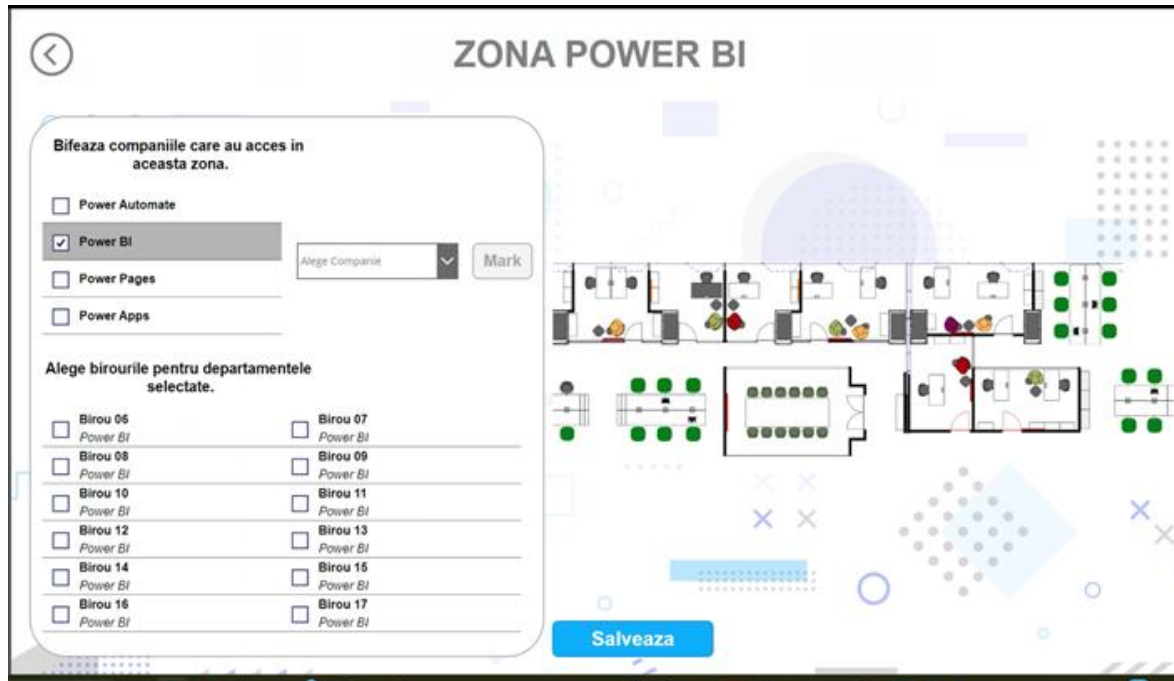 ZONA POWER BI
Bifeaza companiile care au acces in
aceasta zona.
Power Automate
Power BI
Power Pages
Power Apps
Alege Companie
Mark
Alege birourile pentru departamentele
selectate.
Birou 06
Power BI
Birou 07
Power BI
Birou 08
Power BI
Birou 09
Power BI
Birou 10
Power BI
Birou 11
Power BI
Birou 12
Power BI
Birou 13
Power BI
Birou 14
Power BI
Birou 15
Power BI
Birou 16
Power BI
Birou 17
Power BI
Salveaza